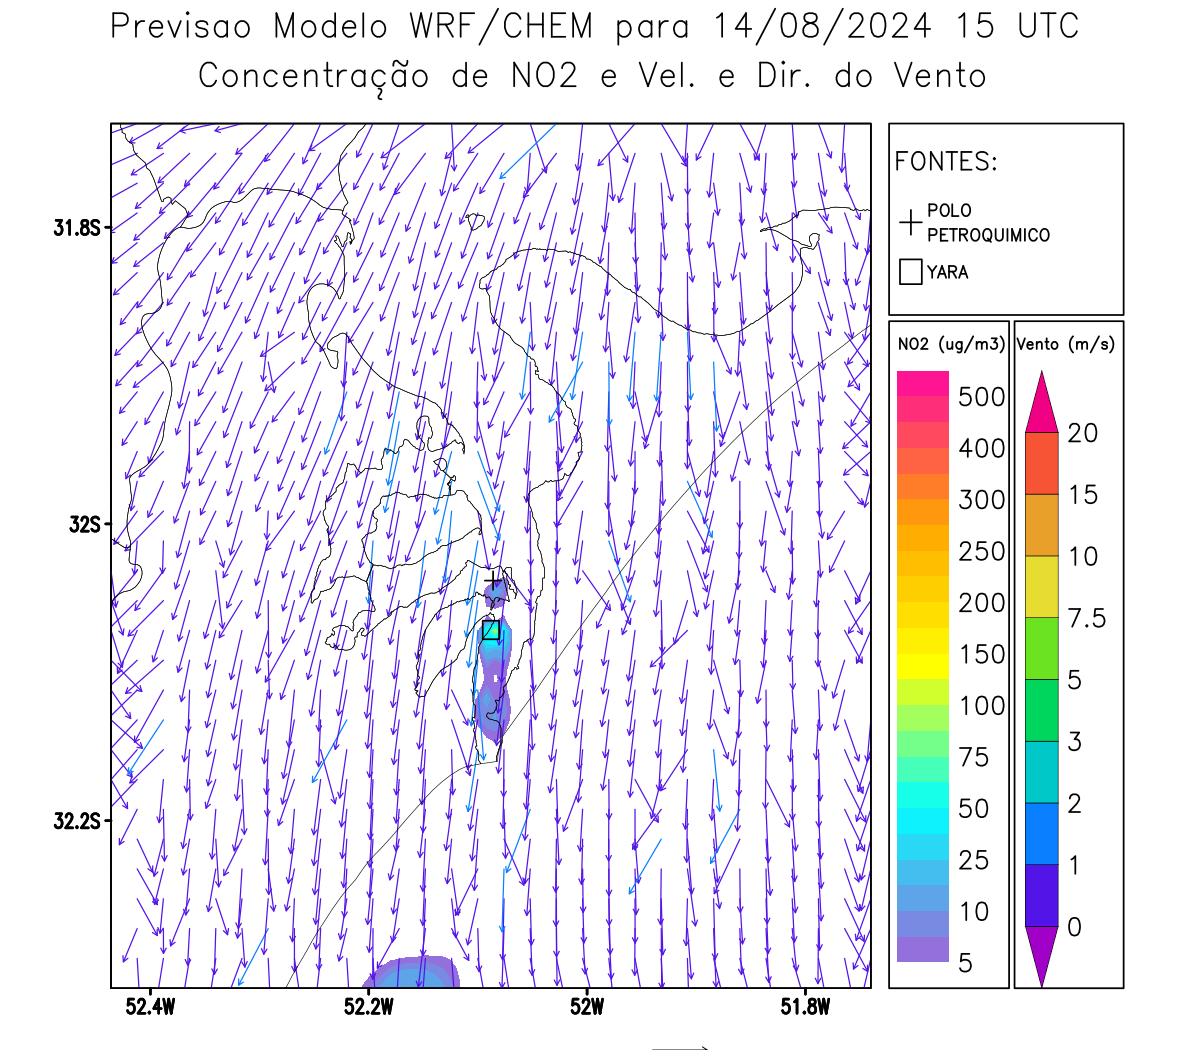 Previsao Modelo WRF/CHEM para 14/08/2024 15 UTC
Concentração de NO2 e Vel. e Dir. do Vento
FONTES:
POLO
PETROQUIMICO
YARA
NO2 (ug/m3)
500
400
300
250
200
150
100
75
50
25
10
5
Vento (m/s)
20
15
10
7.5
5
3
2
1
0
31.8S
32S
32.2S
52.4W
52.2W
52W
51.8W